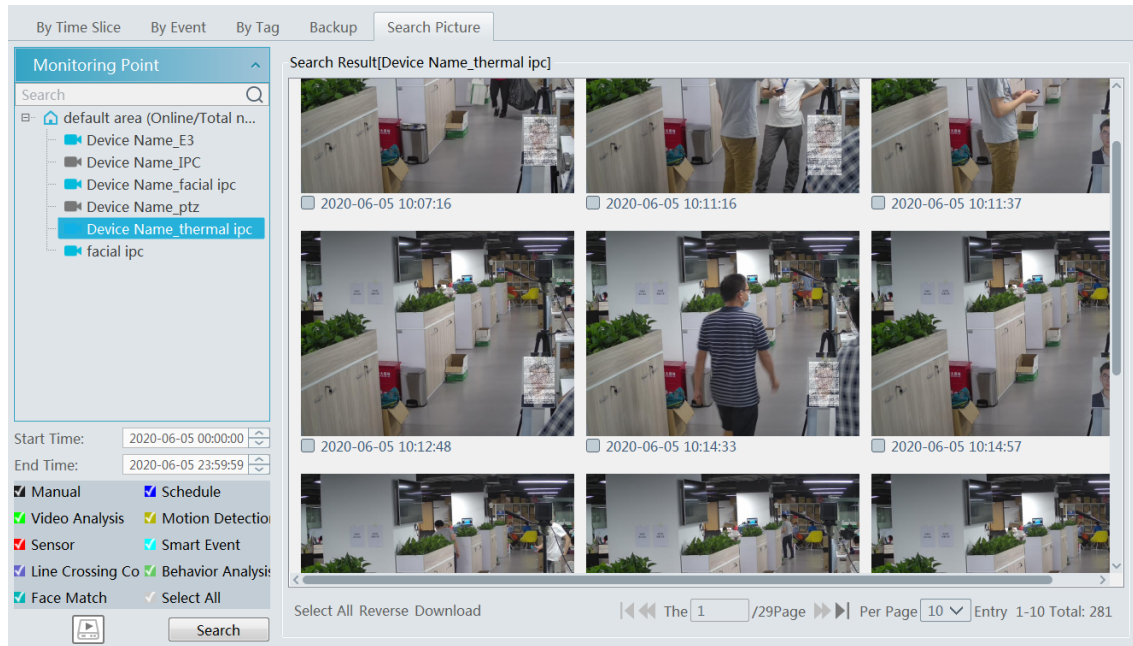 By Time Slice By Event By Tag Backup Search Picture
Monitoring Point
Search
default area (Online/Total n...
Device Name_E3
Device Name_IPC
Device Name_facial ipc
Device Name_ptz
Device Name_thermal ipc
facial ipc
Start Time: 2020-06-05 00:00:00
End Time: 2020-06-05 23:59:59
Manual Schedule
Video Analysis Motion Detectio
Sensor Smart Event
Line Crossing Co Behavior Analysis
Face Match Select All
Search
Search Result[Device Name_thermal ipc]
2020-06-05 10:07:16 2020-06-05 10:11:16 2020-06-05 10:11:37
2020-06-05 10:12:48 2020-06-05 10:14:33 2020-06-05 10:14:57
Select All Reverse Download The 1 /29Page Per Page 10 Entry 1-10 Total: 281